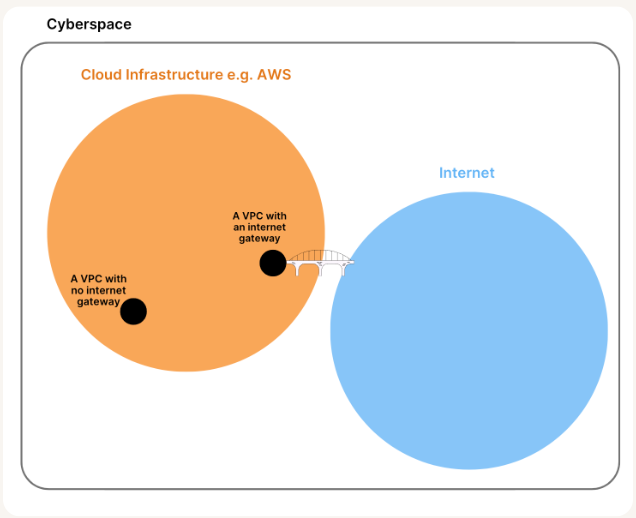 Cyberspace
Cloud Infrastructure e.g. AWS
Internet
A VPC with
an internet
gateway
A VPC with
no internet
gateway